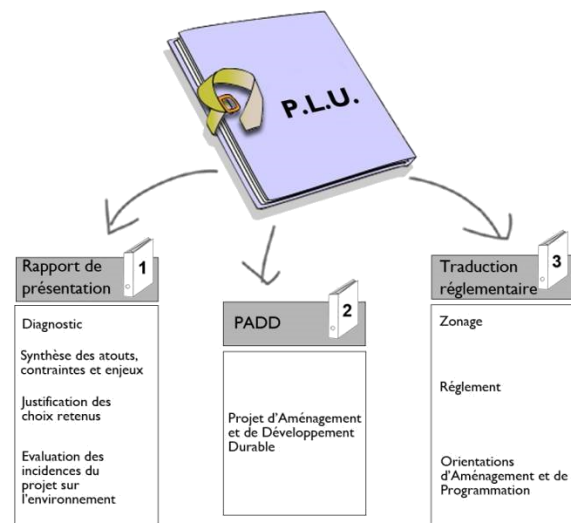 P.L.U.
Rapport de
présentation
1
Diagnostic
Synthèse des atouts,
contraintes et enjeux
Justification des
choix retenus
Evaluation des
incidences du
projet sur
l'environnement
PADD
2
Projet d'Aménagement
et de Développement
Durable
Traduction
réglementaire
3
Zonage
Réglement
Orientations
d'Aménagement et de
Programmation